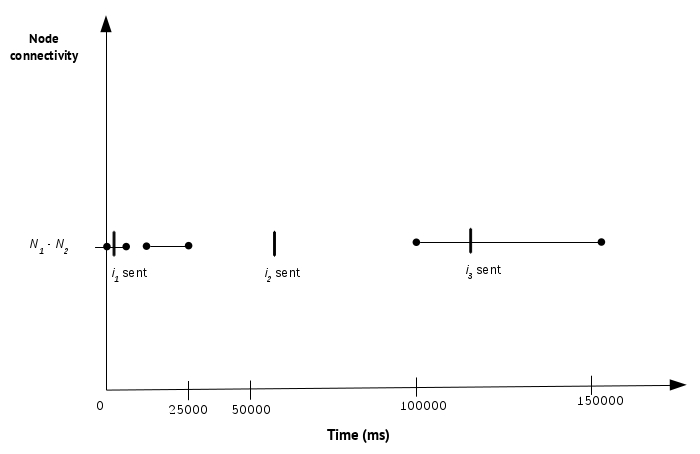 Node
connectivity
N1 - N2
i1 sent
i2 sent
i3 sent
0
25000
50000
100000
150000
Time (ms)